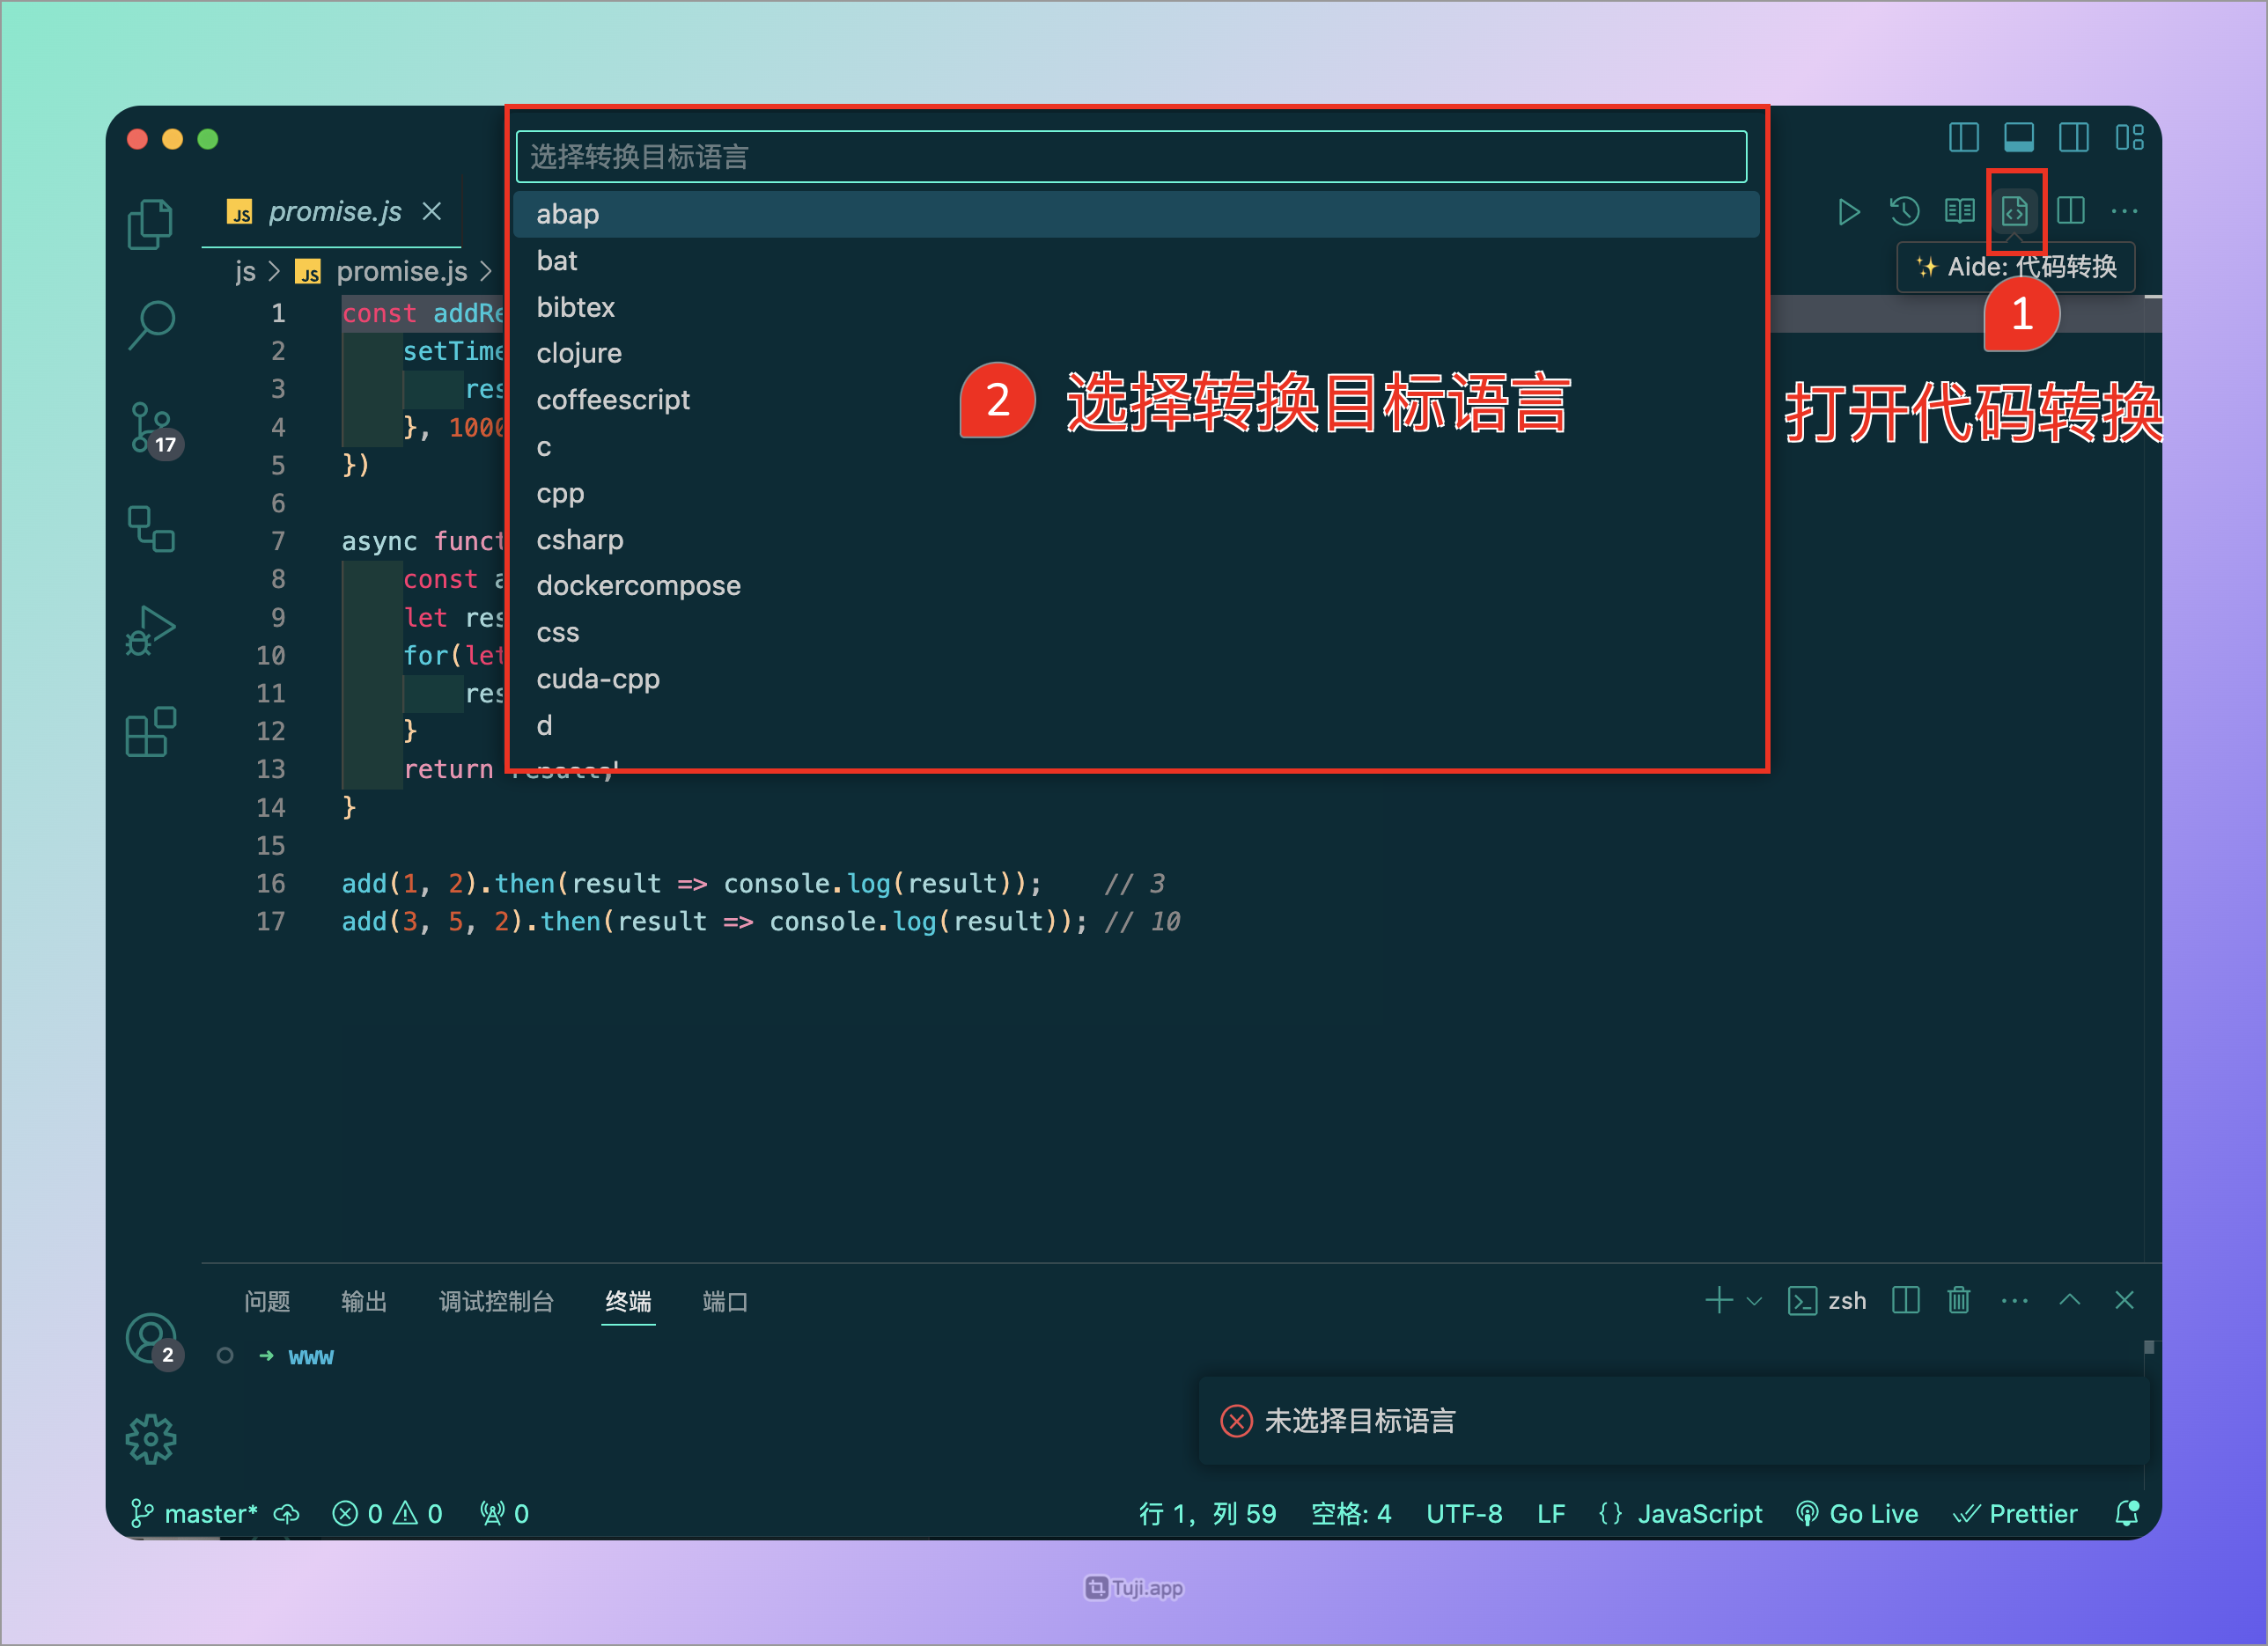 选择转换目标语言
JS promise.js
js > JS promise.js >
✨ Aide: 代码转换
1
打开代码转换
abap
bat
bibtex
clojure
coffeescript
c
cpp
csharp
dockercompose
css
cuda-cpp
d
2 选择转换目标语言
1 const addRe
2 setTime
3 res
4 }, 1000
5 })
6
7 async funct
8 const a
9 let res
10 for(let
11 res
12 }
13 return
14 }
15
16 add(1, 2).then(result => console.log(result)); // 3
17 add(3, 5, 2).then(result => console.log(result)); // 10
17
问题 输出 调试控制台 终端 端口
zsh
→ www
2
未选择目标语言
master* 0 0 0 行 1，列 59 空格: 4 UTF-8 LF {} JavaScript Go Live Prettier
Tuji.app